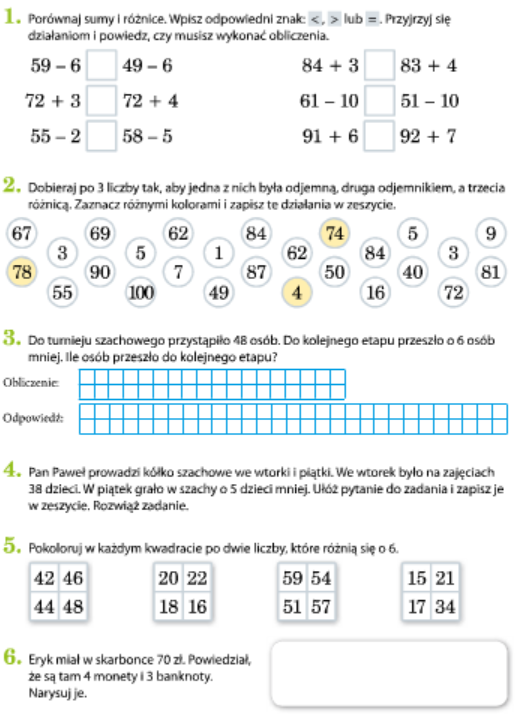 1. Porównaj sumy i różnice. Wpisz odpowiedni znak: <, > lub =. Przyjrzyj się
działaniom i powiedz, czy musisz wykonać obliczenia.
59 – 6 49 – 6 84 + 3 83 + 4
72 + 3 72 + 4 61 – 10 51 – 10
55 – 2 58 – 5 91 + 6 92 + 7
2. Dobieraj po 3 liczby tak, aby jedna z nich była odjemną, druga odjemnikiem, a trzecia
różnicą. Zaznacz różnymi kolorami i zapisz te działania w zeszycie.
67 69 62 84 74 5 9
3 5 1 62 84 3
78 90 7 87 50 40 81
55 100 49 4 16 72
3. Do turnieju szachowego przystąpiło 48 osób. Do kolejnego etapu przeszło o 6 osób
mniej. Ile osób przeszło do kolejnego etapu?
Obliczenie:
Odpowiedź:
4. Pan Paweł prowadzi kółko szachowe we wtorki i piątki. We wtorek było na zajęciach
38 dzieci. W piątek grało w szachy o 5 dzieci mniej. Ułóż pytanie do zadania i zapisz je
w zeszycie. Rozwiąż zadanie.
5. Pokoloruj w każdym kwadracie po dwie liczby, które różnią się o 6.
42 46 20 22 59 54 15 21
44 48 18 16 51 57 17 34
6. Eryk miał w skarbonce 70 zł. Powiedział,
że są tam 4 monety i 3 banknoty.
Narysuj je.